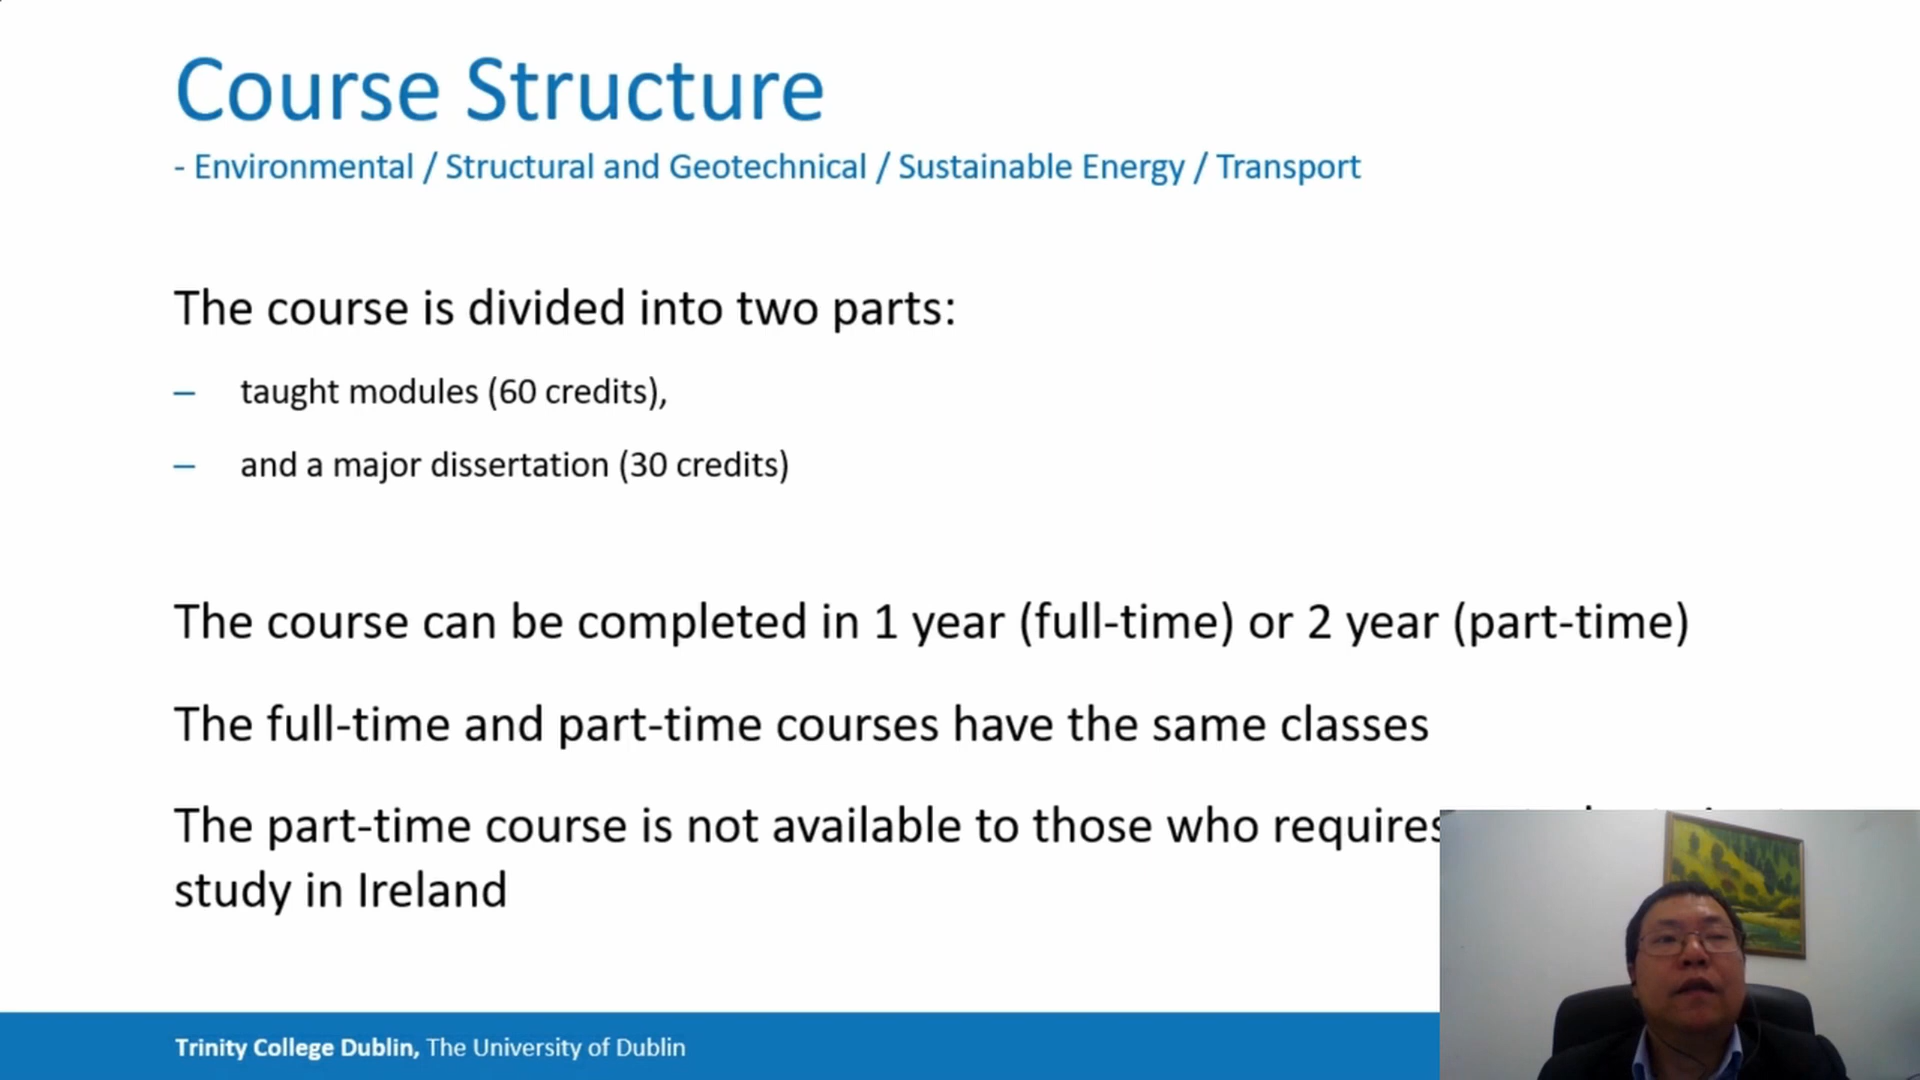 Course Structure
- Environmental / Structural and Geotechnical / Sustainable Energy / Transport
The course is divided into two parts:
– taught modules (60 credits),
– and a major dissertation (30 credits)
The course can be completed in 1 year (full-time) or 2 year (part-time)
The full-time and part-time courses have the same classes
The part-time course is not available to those who requires
study in Ireland
Trinity College Dublin, The University of Dublin